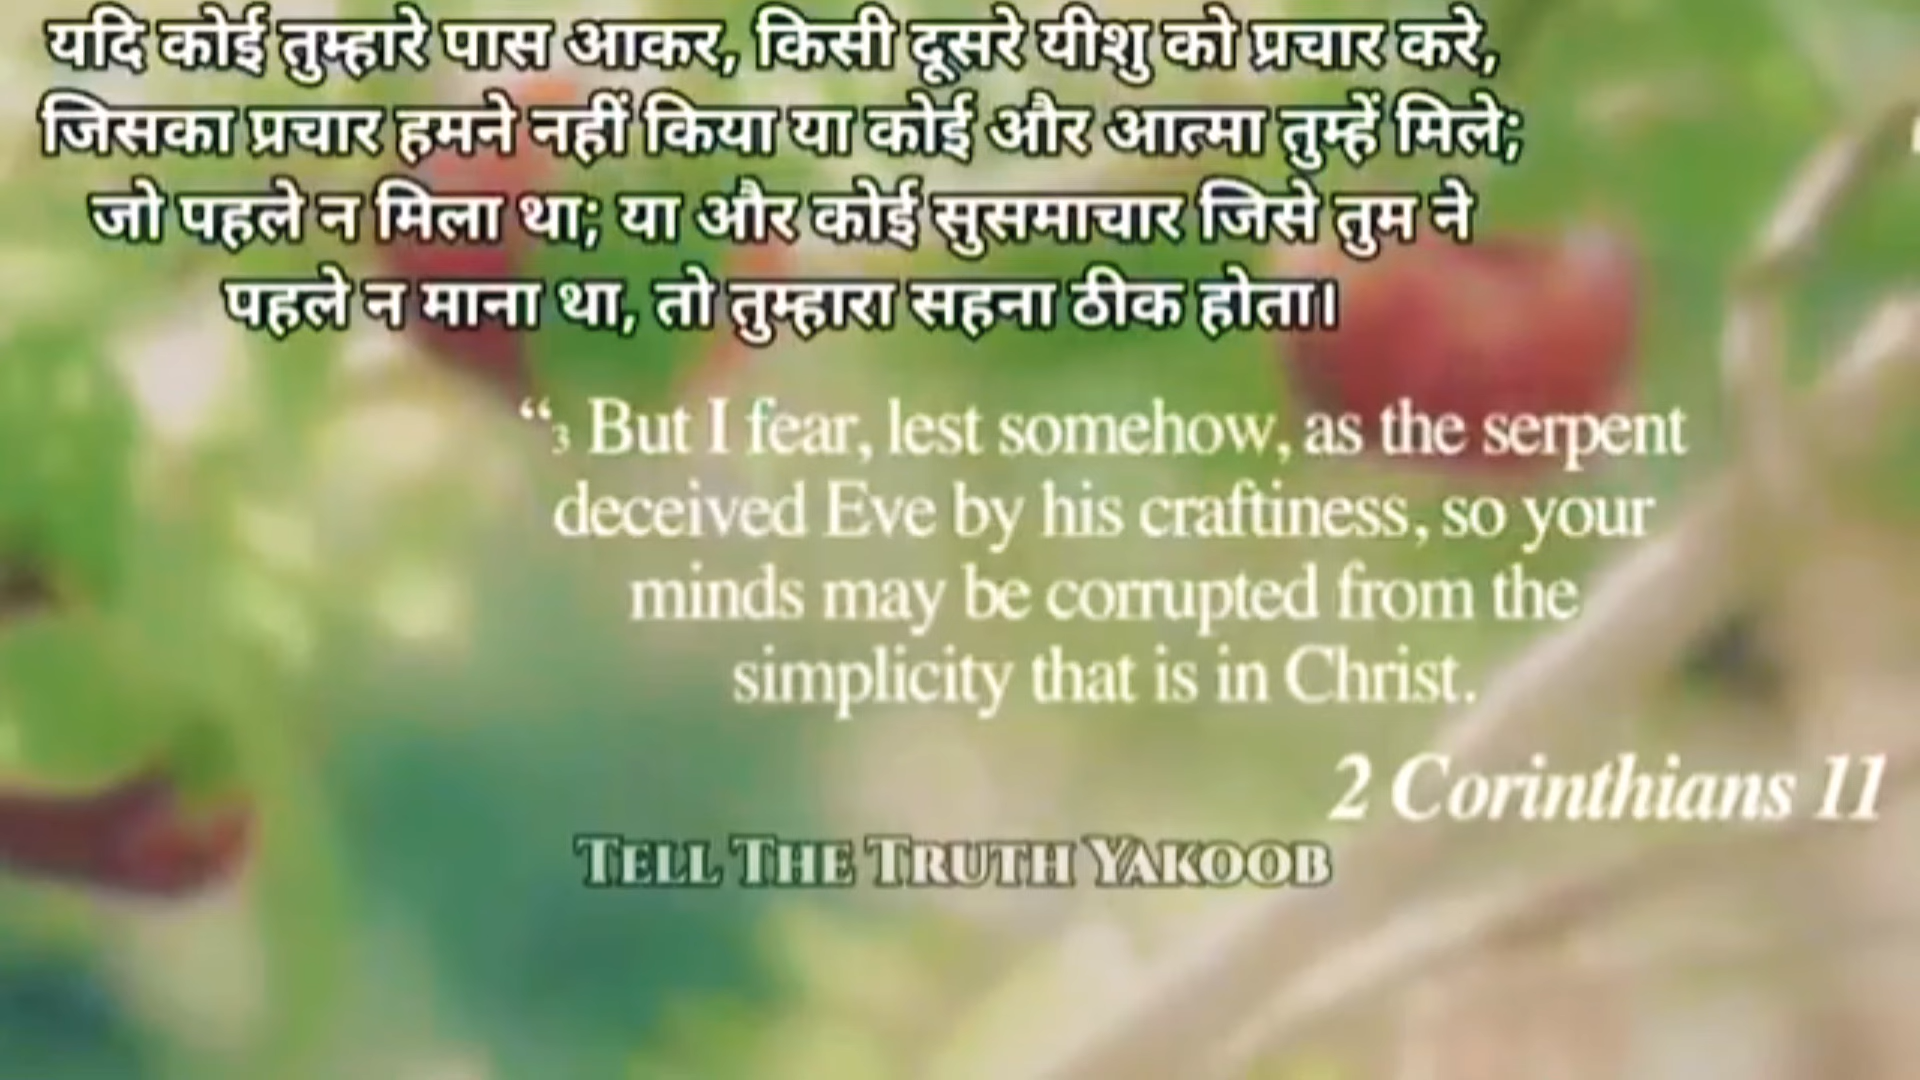 यदि कोई तुम्हारे पास आकर, किसी दूसरे यीशु को प्रचार करे,
जिसका प्रचार हमने नहीं किया या कोई और आत्मा तुम्हें मिले;
जो पहले न मिला था; या और कोई सुसमाचार जिसे तुम ने
पहले न माना था, तो तुम्हारा सहना ठीक होता।
“3 But I fear, lest somehow, as the serpent
deceived Eve by his craftiness, so your
minds may be corrupted from the
simplicity that is in Christ.
2 Corinthians 11
TELL THE TRUTH YAKOOB